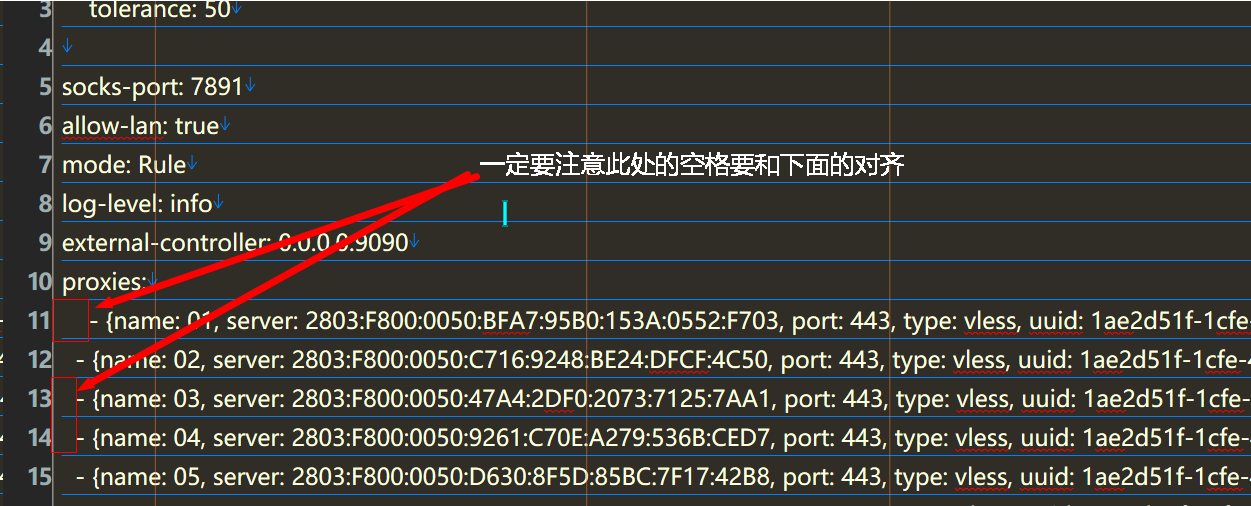 3 tolerance: 50↓
4 ↓
5 socks-port: 7891↓
6 allow-lan: true↓
7 mode: Rule↓
一定要注意此处的空格要和下面的对齐
8 log-level: info↓
9 external-controller: 0.0.0.0:9090↓
10 proxies:↓
11 - {name: 01, server: 2803:F800:0050:BFA7:95B0:153A:0552:F703, port: 443, type: vless, uuid: 1ae2d51f-1cfe-
12 - {name: 02, server: 2803:F800:0050:C716:9248:BE24:DFCF:4C50, port: 443, type: vless, uuid: 1ae2d51f-1cfe-4
13 - {name: 03, server: 2803:F800:0050:47A4:2DF0:2073:7125:7AA1, port: 443, type: vless, uuid: 1ae2d51f-1cfe-
14 - {name: 04, server: 2803:F800:0050:9261:C70E:A279:536B:CED7, port: 443, type: vless, uuid: 1ae2d51f-1cfe-
15 - {name: 05, server: 2803:F800:0050:D630:8F5D:85BC:7F17:42B8, port: 443, type: vless, uuid: 1ae2d51f-1cfe-4